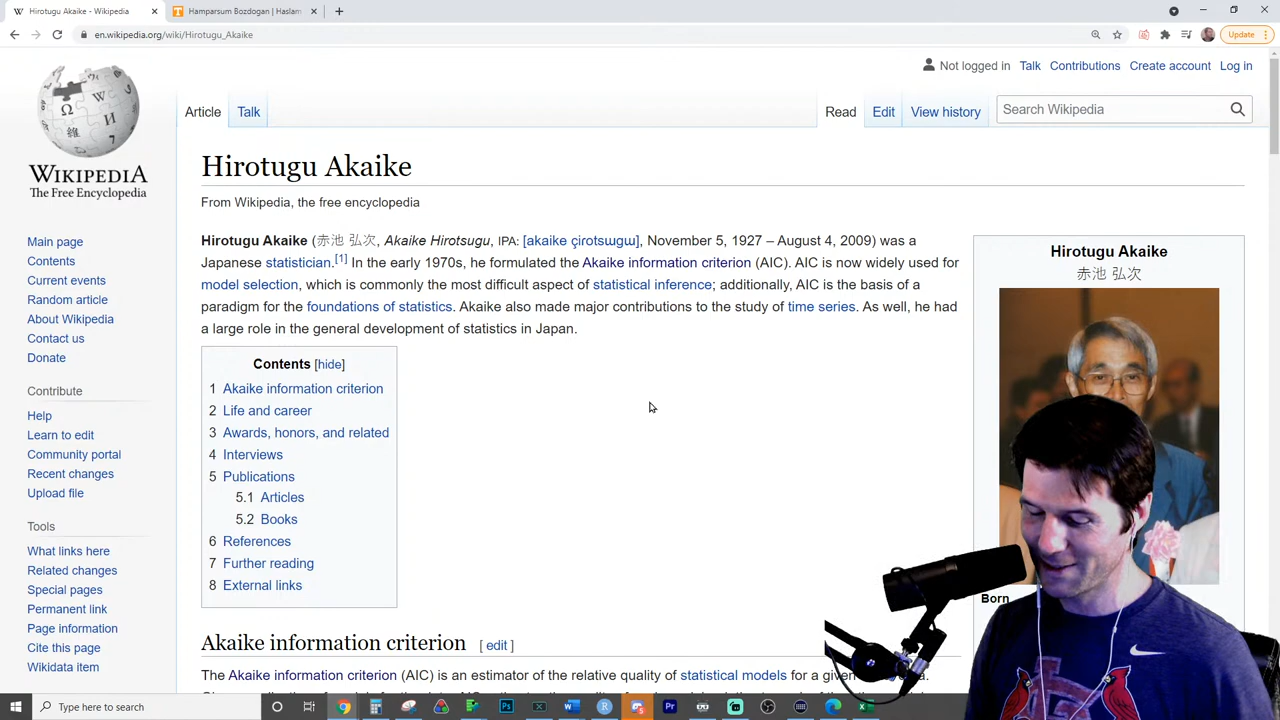 Hirotugu Akaike - Wikipedia
Hamparsum Bozdogan | Haslam
en.wikipedia.org/wiki/Hirotugu_Akaike
Update
Not logged in Talk Contributions Create account Log in
Article Talk Read Edit View history Search Wikipedia
WIKIPEDIA
The Free Encyclopedia
Main page
Contents
Current events
Random article
About Wikipedia
Contact us
Donate
Contribute
Help
Learn to edit
Community portal
Recent changes
Upload file
Tools
What links here
Related changes
Special pages
Permanent link
Page information
Cite this page
Wikidata item
Hirotugu Akaike
From Wikipedia, the free encyclopedia
Hirotugu Akaike (赤池 弘次, Akaike Hirotsugu, IPA: [akaike çiɾotsɯgɯ], November 5, 1927 – August 4, 2009) was a
Japanese statistician.[1] In the early 1970s, he formulated the Akaike information criterion (AIC). AIC is now widely used for
model selection, which is commonly the most difficult aspect of statistical inference; additionally, AIC is the basis of a
paradigm for the foundations of statistics. Akaike also made major contributions to the study of time series. As well, he had
a large role in the general development of statistics in Japan.
Contents [hide]
1 Akaike information criterion
2 Life and career
3 Awards, honors, and related
4 Interviews
5 Publications
5.1 Articles
5.2 Books
6 References
7 Further reading
8 External links
Akaike information criterion [ edit ]
The Akaike information criterion (AIC) is an estimator of the relative quality of statistical models for a given
Hirotugu Akaike
赤池 弘次
Born
Type here to search